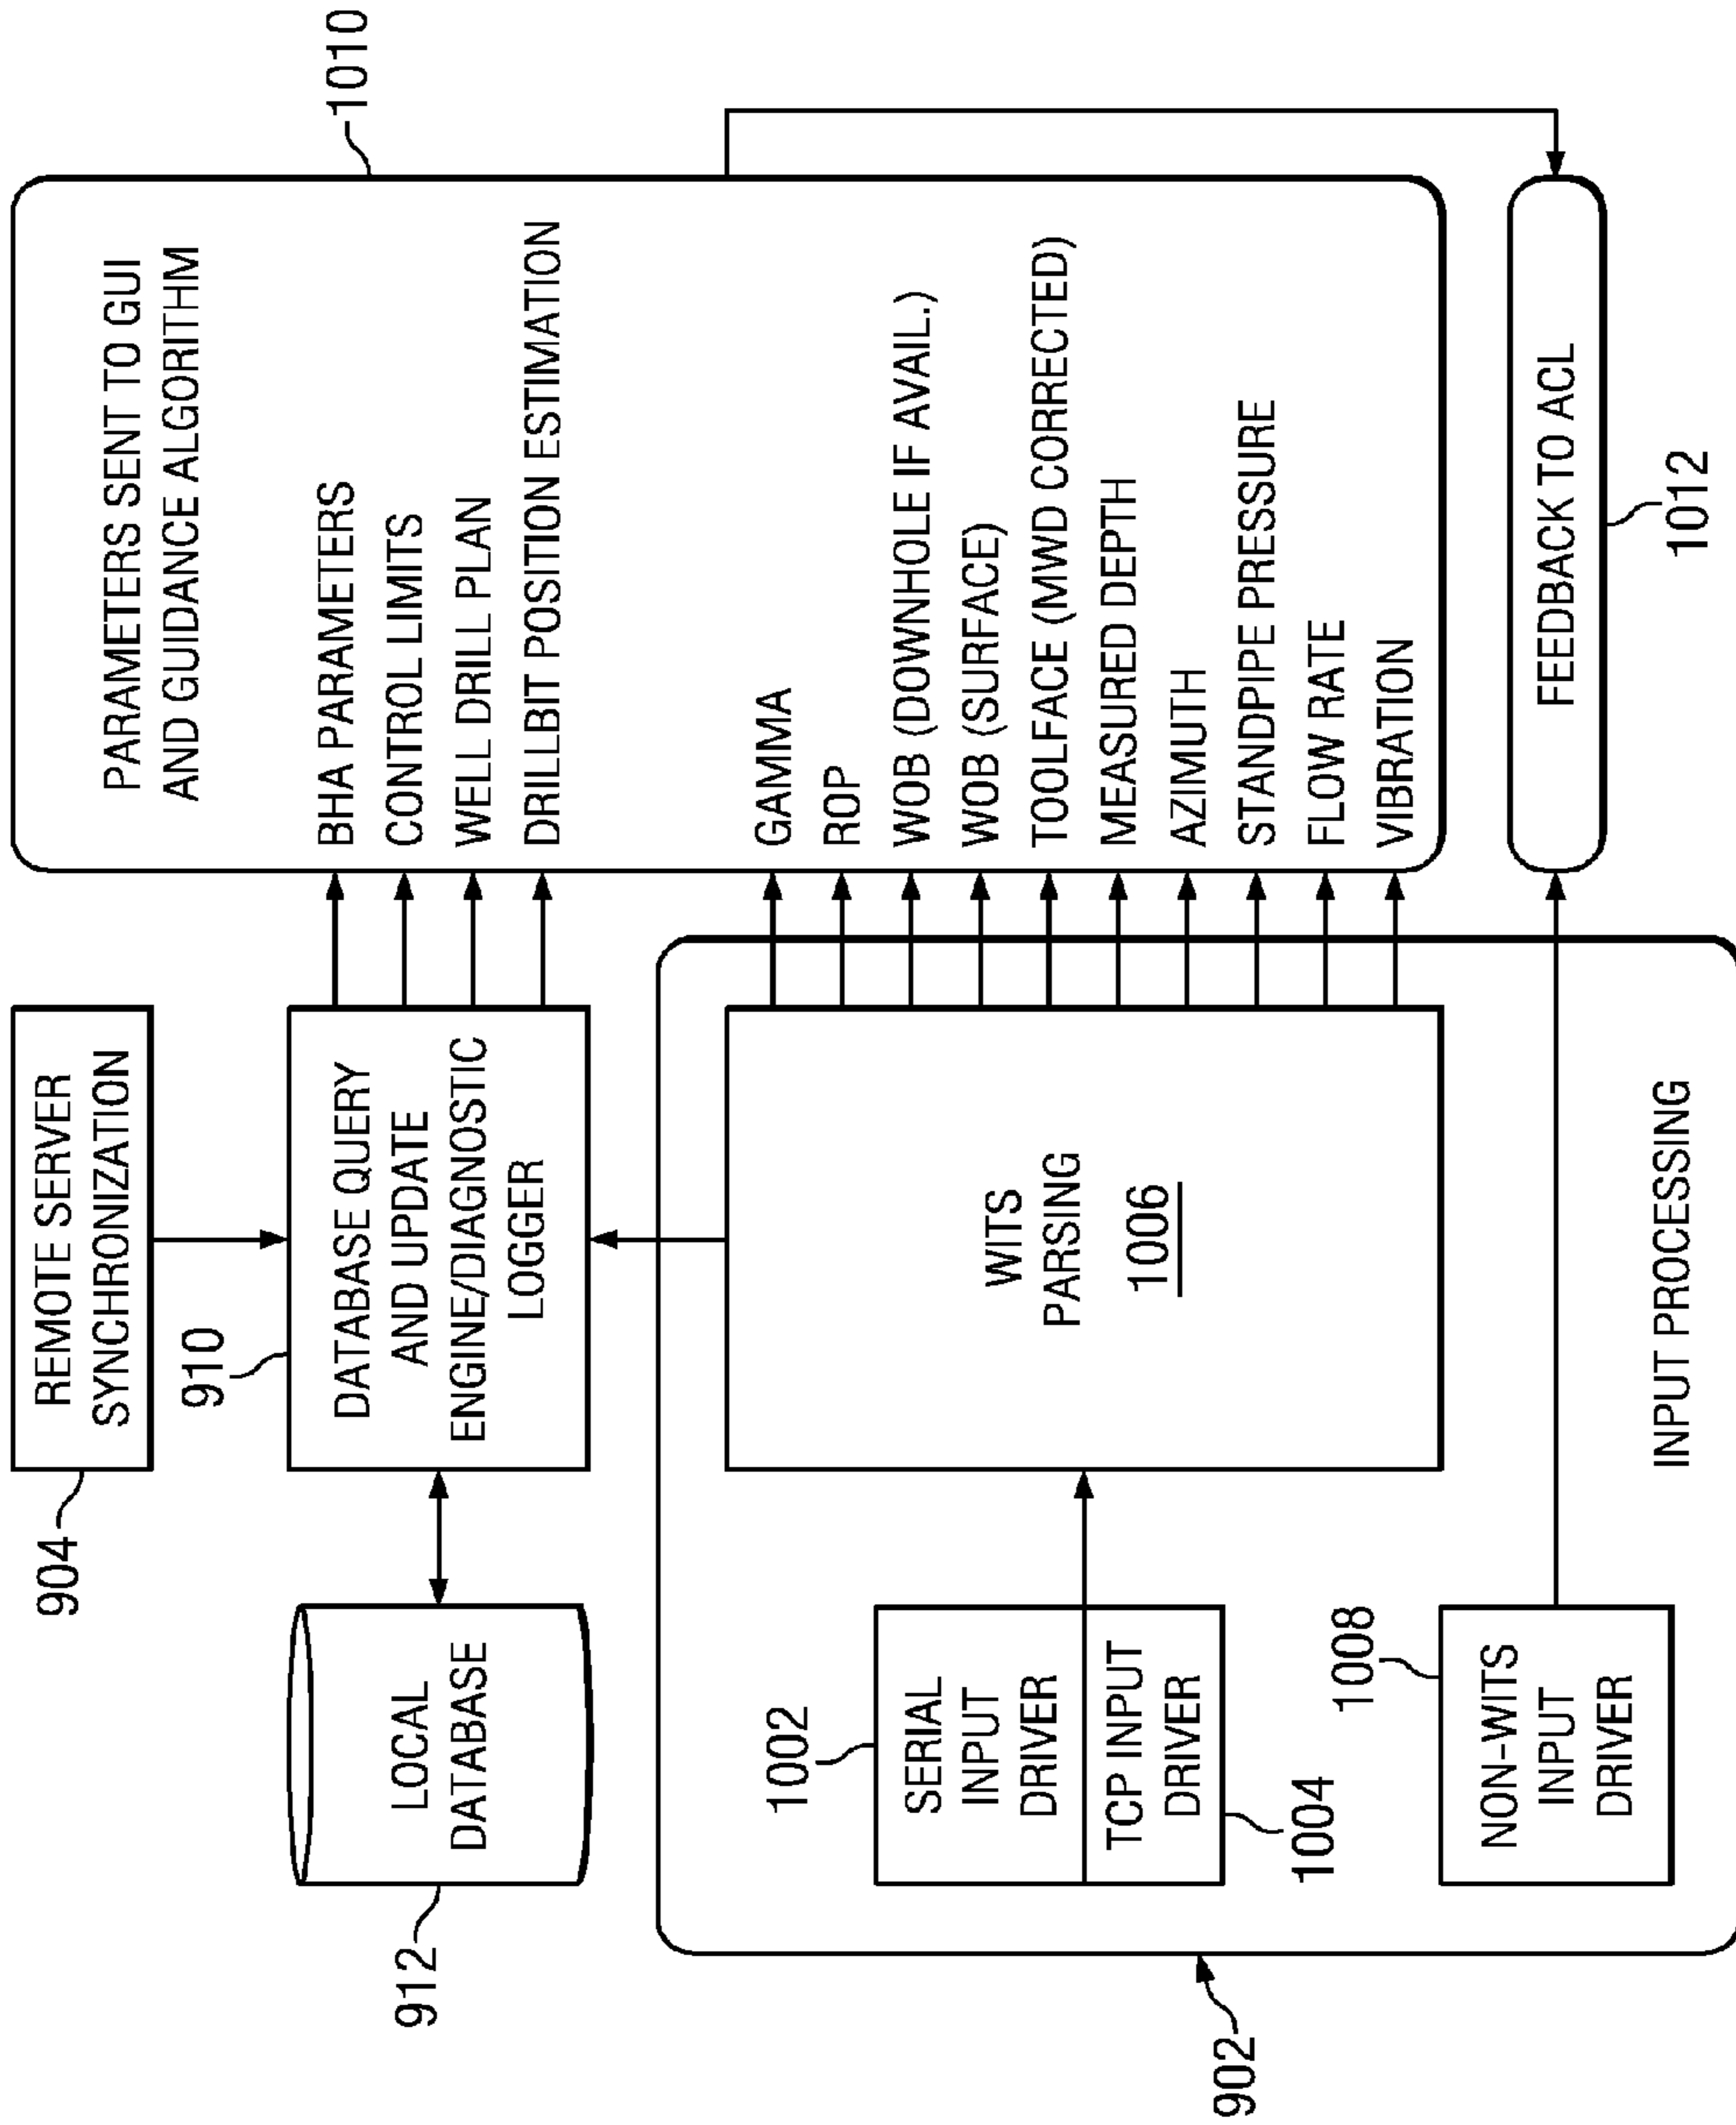 904
REMOTE SERVER
SYNCHRONIZATION
912
LOCAL
DATABASE
910
DATABASE QUERY
AND UPDATE
ENGINE/DIAGNOSTIC
LOGGER
1010
PARAMETERS SENT TO GUI
AND GUIDANCE ALGORITHM
BHA PARAMETERS
CONTROL LIMITS
WELL DRILL PLAN
DRILLBIT POSITION ESTIMATION
GAMMA
ROP
WOB (DOWNHOLE IF AVAIL.)
WOB (SURFACE)
TOOLFACE (MWD CORRECTED)
MEASURED DEPTH
AZIMUTH
STANDPIPE PRESSURE
FLOW RATE
VIBRATION
902
1002
SERIAL
INPUT
DRIVER
TCP INPUT
DRIVER
1004
WITS
PARSING
1006
1008
NON-WITS
INPUT
DRIVER
INPUT PROCESSING
FEEDBACK TO ACL
1012